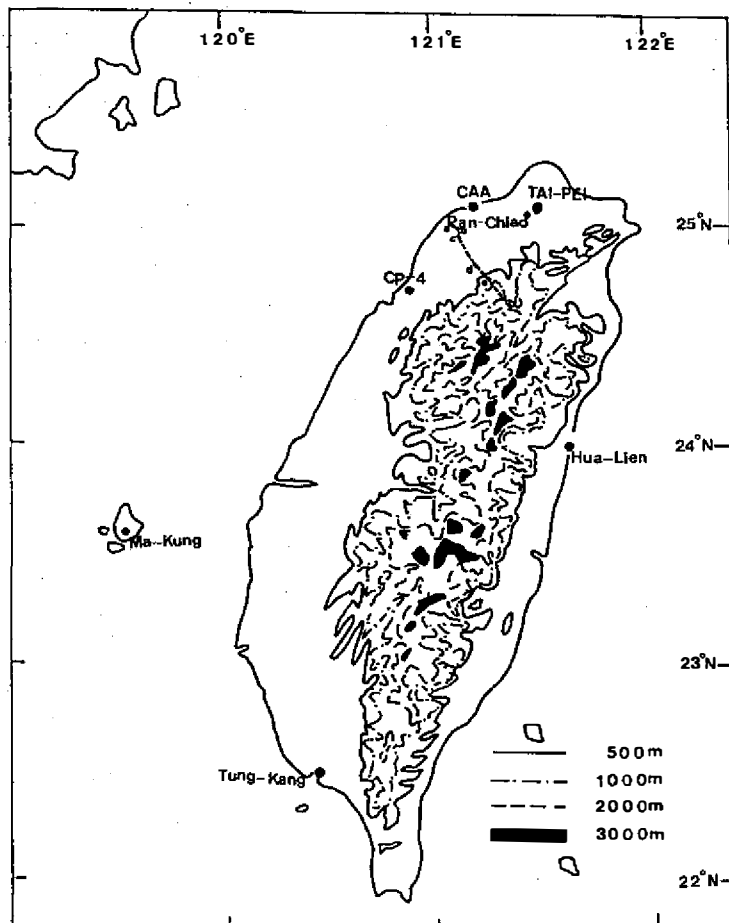 120°E 121°E 122°E
CAA TAI-PEI
Pan-Chiao
25°N
Cp-4
24°N
Hua-Lien
Ma-Kung
23°N
500m
Tung-Kang
1000m
2000m
3000m
22°N